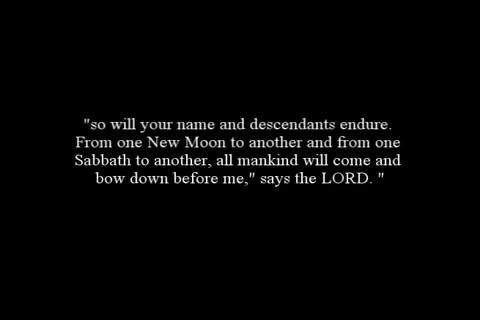 "so will your name and descendants endure.
From one New Moon to another and from one
Sabbath to another, all mankind will come and
bow down before me," says the LORD. "